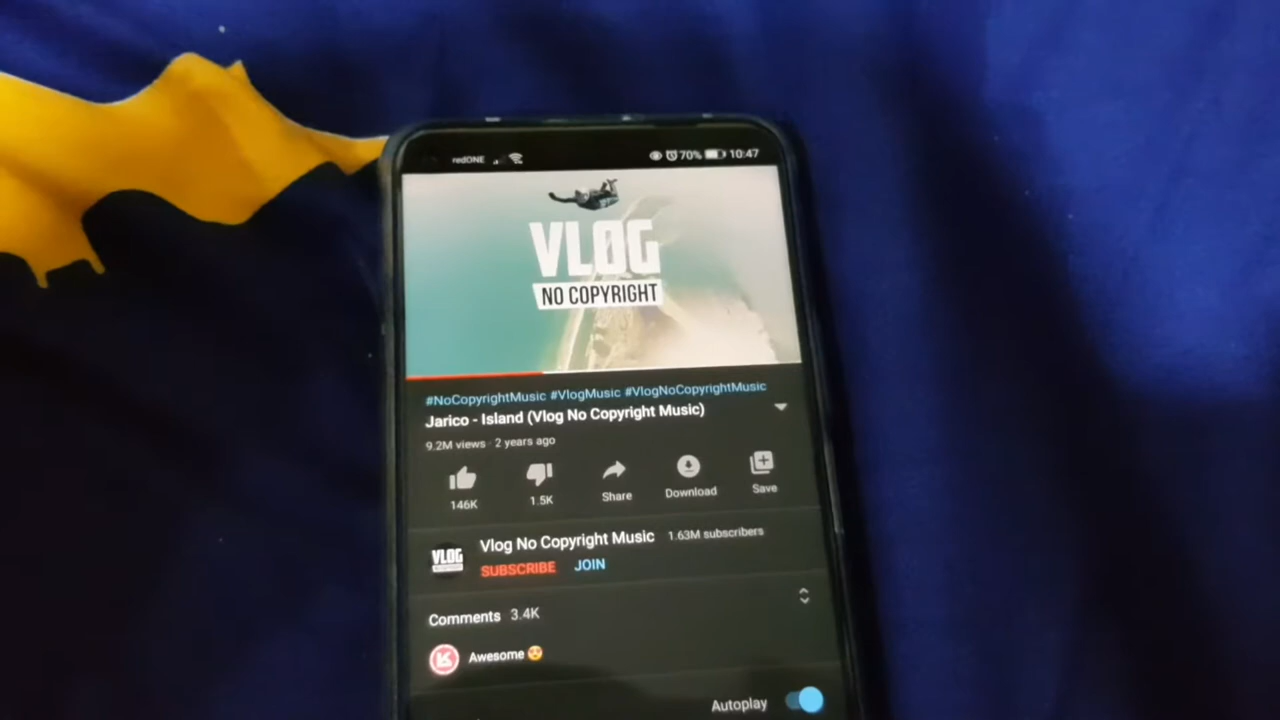 redONE 70% 10:47
VLOG
NO COPYRIGHT
#NoCopyrightMusic #VlogMusic #VlogNoCopyrightMusic
Jarico - Island (Vlog No Copyright Music)
9.2M views · 2 years ago
146K 1.5K Share Download Save
VLOG
Vlog No Copyright Music 1.63M subscribers
SUBSCRIBE JOIN
Comments 3.4K
Awesome 😍
Autoplay